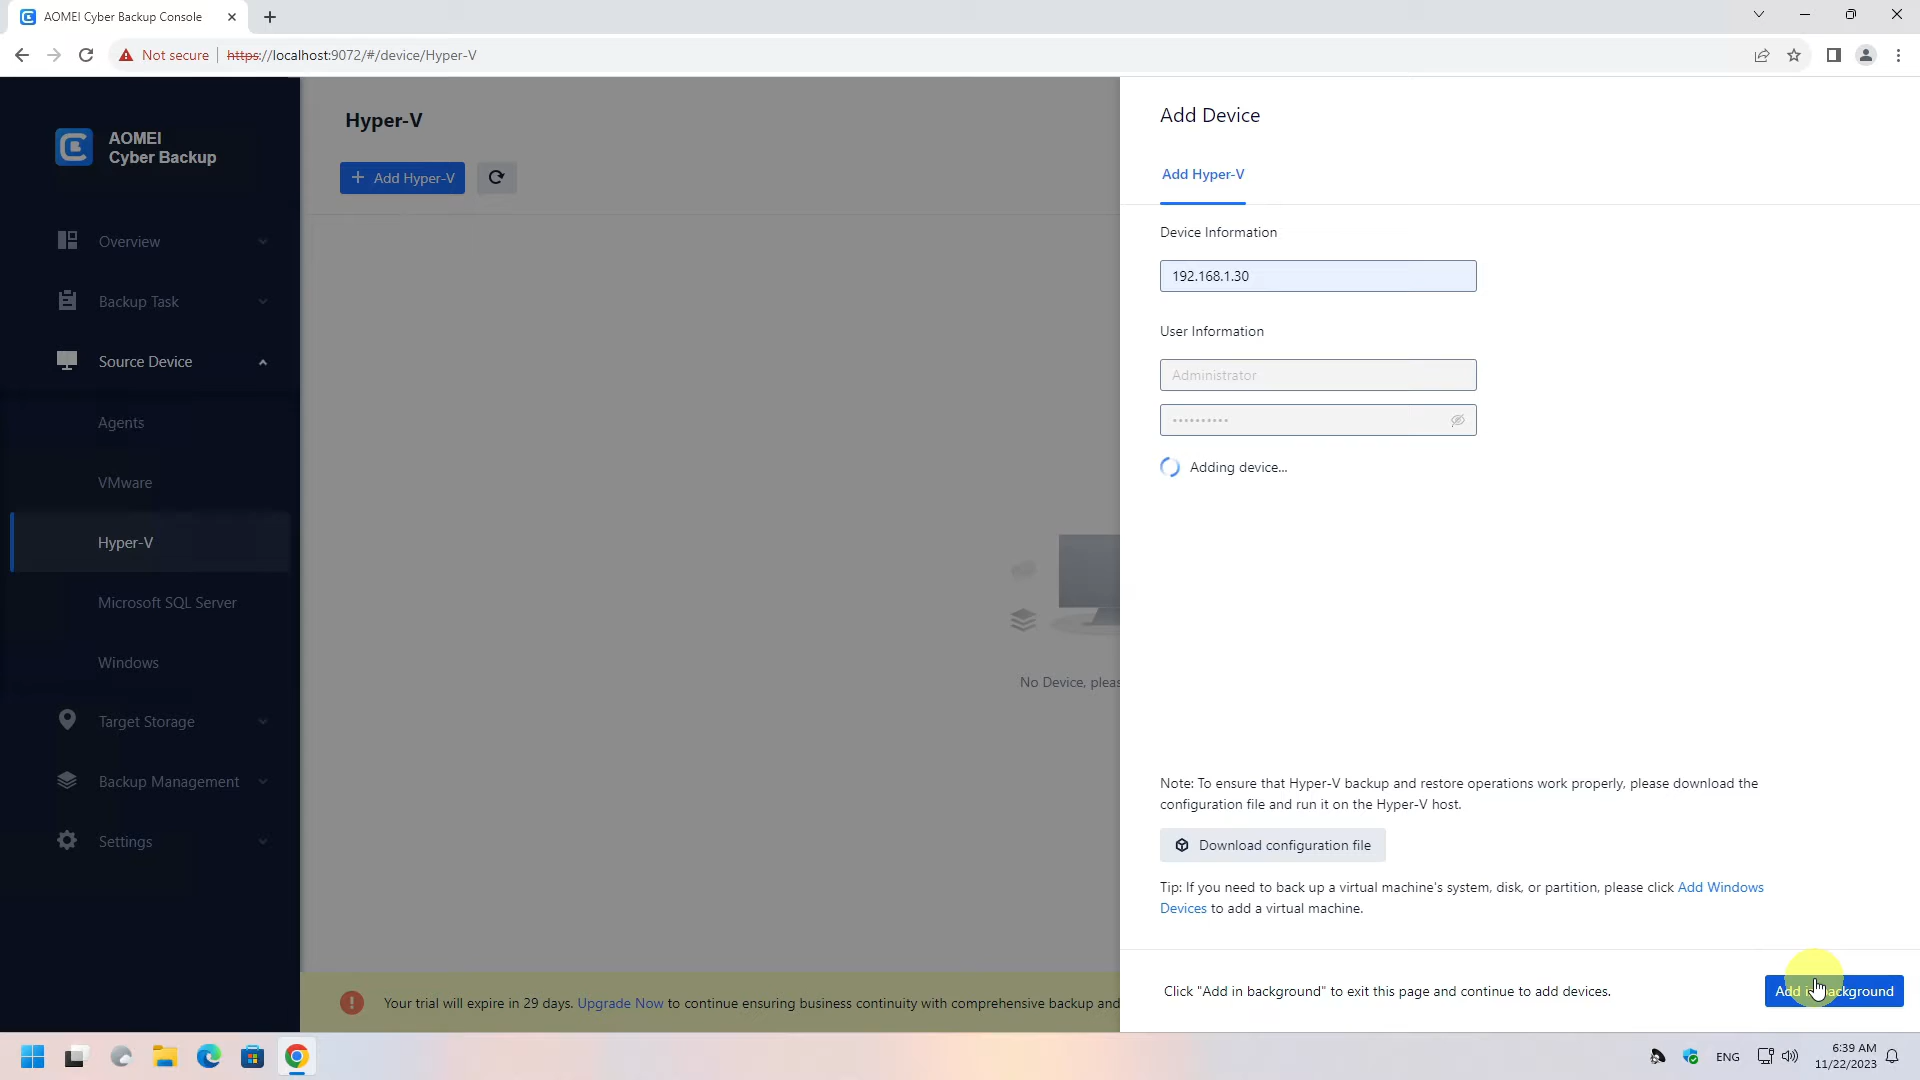 AOMEI Cyber Backup Console
Not secure
https://localhost:9072/#/device/Hyper-V
AOMEI
Cyber Backup
Overview
Backup Task
Source Device
Agents
VMware
Hyper-V
Microsoft SQL Server
Windows
Target Storage
Backup Management
Settings
Hyper-V
Add Hyper-V
No Device,
Your trial will expire in 29 days. Upgrade Now to continue ensuring business continuity with comprehensive backup and
Add Device
Add Hyper-V
Device Information
192.168.1.30
User Information
Administrator
Adding device...
Note: To ensure that Hyper-V backup and restore operations work properly, please download the
configuration file and run it on the Hyper-V host.
Download configuration file
Tip: If you need to back up a virtual machine's system, disk, or partition, please click Add Windows
Devices to add a virtual machine.
Click "Add in background" to exit this page and continue to add devices.
Add in background
ENG
6:39 AM
11/22/2023